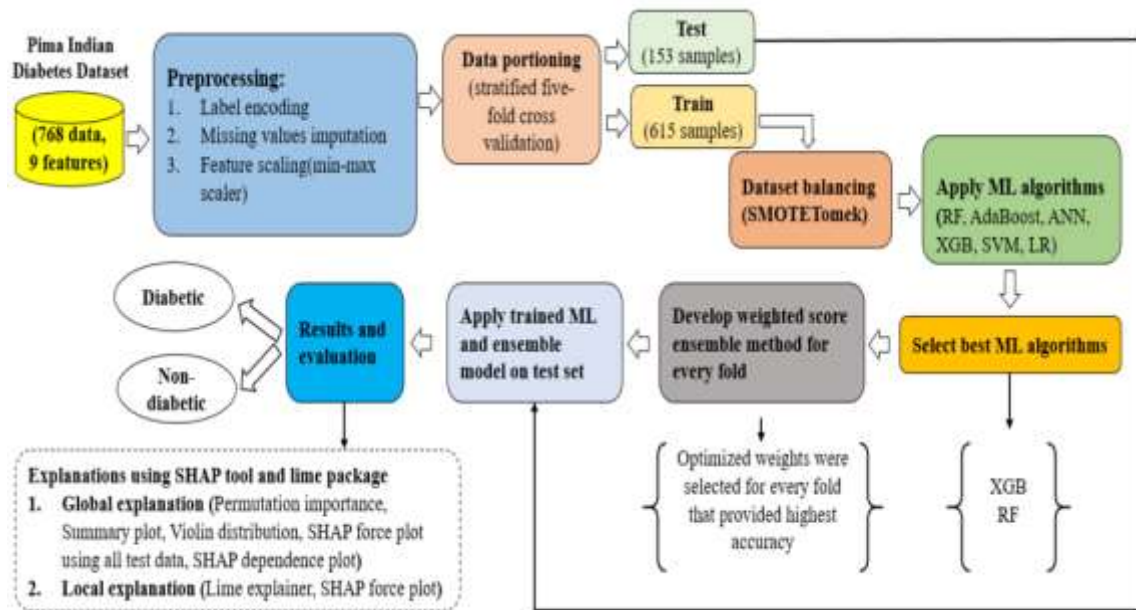 Pima Indian
Diabetes Dataset
(768 data,
9 features)
Preprocessing:
1. Label encoding
2. Missing values imputation
3. Feature scaling(min-max
scaler)
Data portioning
(stratified five-
fold cross
validation)
Test
(153 samples)
Train
(615 samples)
Dataset balancing
(SMOTETomek)
Apply ML algorithms
(RF, AdaBoost, ANN,
XGB, SVM, LR)
Select best ML algorithms
XGB
RF
Develop weighted score
ensemble method for
every fold
Optimized weights were
selected for every fold
that provided highest
accuracy
Apply trained ML
and ensemble
model on test set
Results and
evaluation
Diabetic
Non-
diabetic
Explanations using SHAP tool and lime package
1. Global explanation (Permutation importance,
Summary plot, Violin distribution, SHAP force plot
using all test data, SHAP dependence plot)
2. Local explanation (Lime explainer, SHAP force plot)